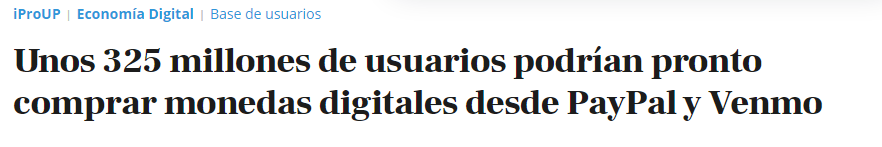 iProUP | Economía Digital | Base de usuarios
Unos 325 millones de usuarios podrían pronto
comprar monedas digitales desde PayPal y Venmo